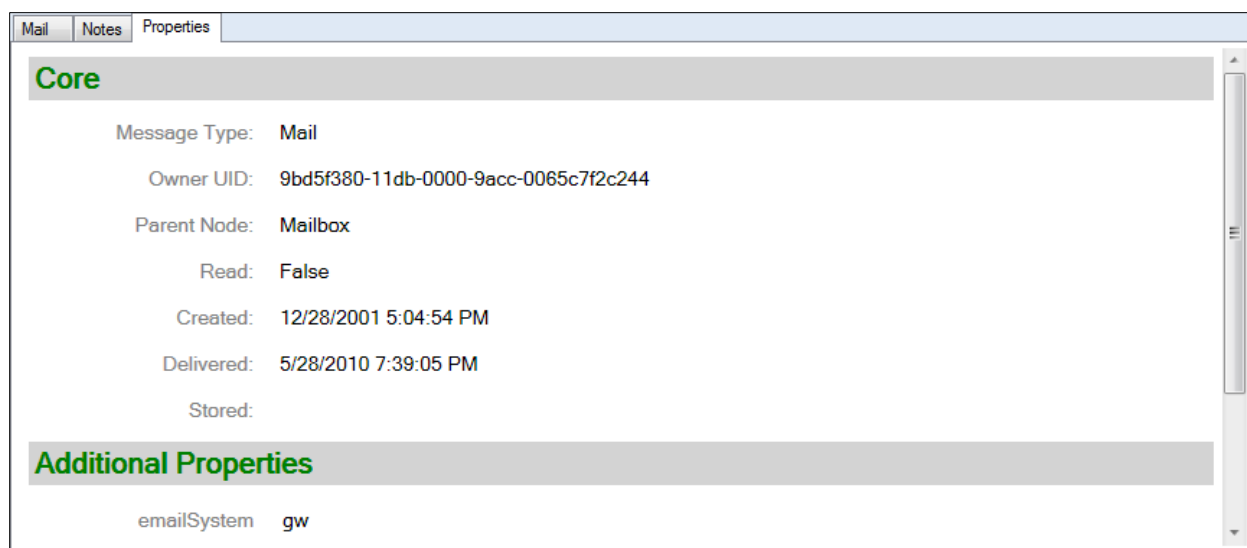 Mail Notes Properties
Core
Message Type: Mail
Owner UID: 9bd5f380-11db-0000-9acc-0065c7f2c244
Parent Node: Mailbox
Read: False
Created: 12/28/2001 5:04:54 PM
Delivered: 5/28/2010 7:39:05 PM
Stored:
Additional Properties
emailSystem gw